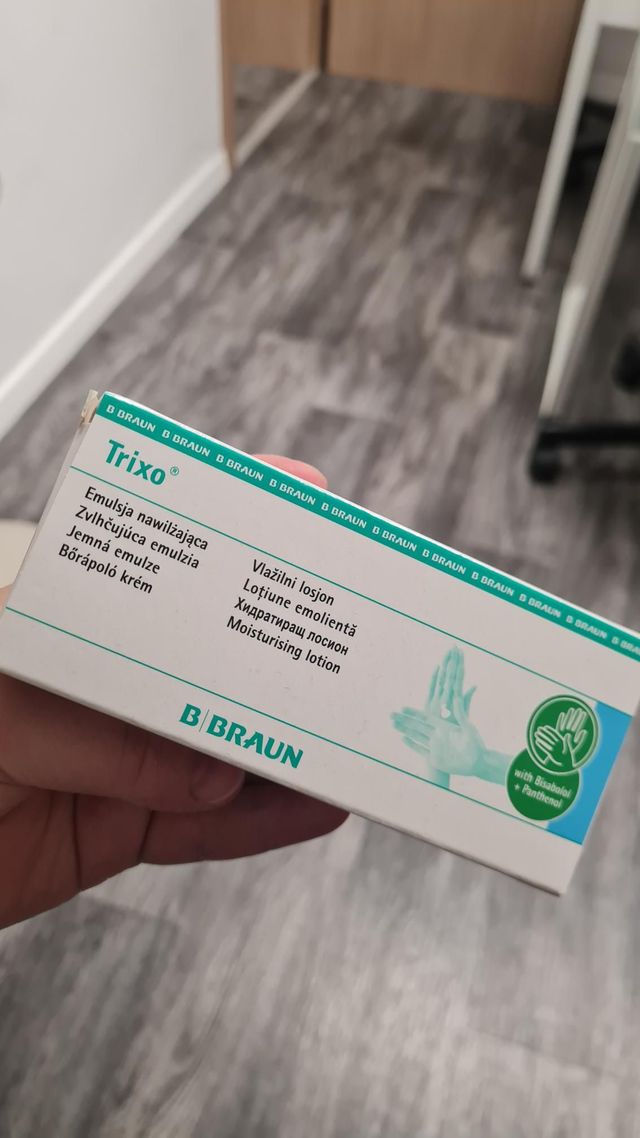 B BRAUN B BRAUN B BRAUN B BRAUN B BRAUN B BRAUN B BRAUN B BRAUN B BRAUN B BRAUN
Trixo®
Emulsja nawilżająca
Zvlhčujúca emulzia
Jemná emulze
Bőrápoló krém
Vlažilni losjon
Loțiune emolientă
Хидратиращ лосион
Moisturising lotion
B|BRAUN
with Bisabolol
+ Panthenol